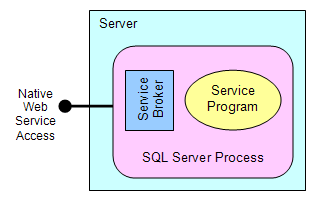 Server
Native
Web
Service
Access
Service
Broker
Service
Program
SQL Server Process